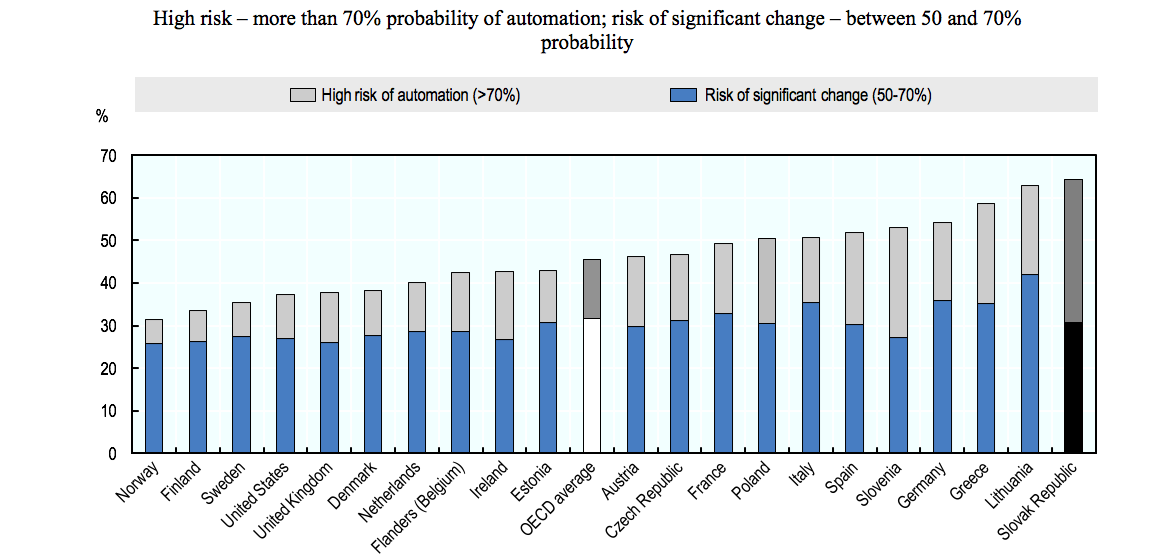 High risk – more than 70% probability of automation; risk of significant change – between 50 and 70%
probability
High risk of automation (>70%)
Risk of significant change (50-70%)
%
70
60
50
40
30
20
10
0
Norway
Finland
Sweden
United States
United Kingdom
Denmark
Netherlands
Flanders (Belgium)
Ireland
Estonia
OECD average
Austria
Czech Republic
France
Poland
Italy
Spain
Slovenia
Germany
Greece
Lithuania
Slovak Republic